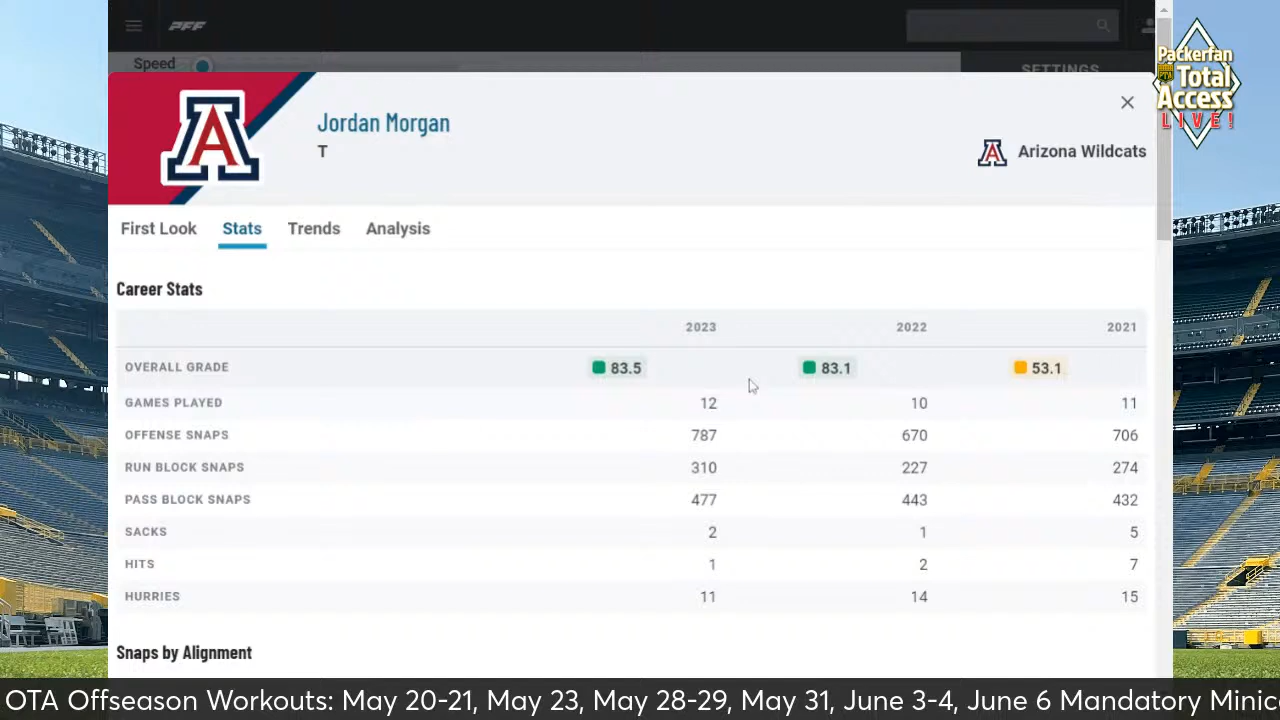 PFF
Speed
SETTINGS
Packerfan
PTA
Total
Access
LIVE!
A
Jordan Morgan
T
A
Arizona Wildcats
First Look Stats Trends Analysis
Career Stats
2023 2022 2021
OVERALL GRADE 83.5 83.1 53.1
GAMES PLAYED 12 10 11
OFFENSE SNAPS 787 670 706
RUN BLOCK SNAPS 310 227 274
PASS BLOCK SNAPS 477 443 432
SACKS 2 1 5
HITS 1 2 7
HURRIES 11 14 15
Snaps by Alignment
OTA Offseason Workouts: May 20-21, May 23, May 28-29, May 31, June 3-4, June 6 Mandatory Minic